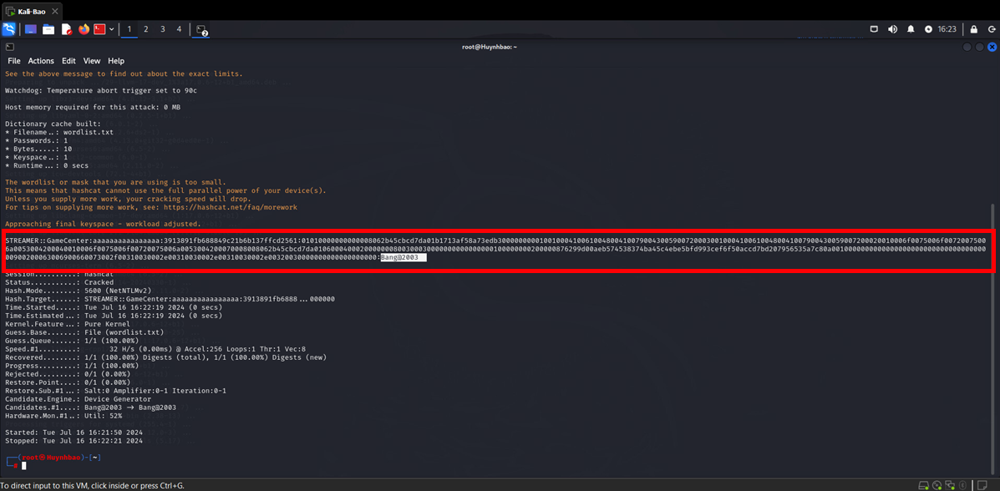 Kali-Bao
1 2 3 4 2 16:23
root@Huynhbao: ~
File Actions Edit View Help
See the above message to find out about the exact limits.
Watchdog: Temperature abort trigger set to 90c
Host memory required for this attack: 0 MB
Dictionary cache built:
* Filename..: wordlist.txt
* Passwords.: 1
* Bytes.....: 10
* Keyspace..: 1
* Runtime...: 0 secs
The wordlist or mask that you are using is too small.
This means that hashcat cannot use the full parallel power of your device(s).
Unless you supply more work, your cracking speed will drop.
For tips on supplying more work, see: https://hashcat.net/faq/morework
Approaching final keyspace - workload adjusted.
STREAMER::GameCenter:aaaaaaaaaaaaaaaa:3913891fb688849c21b6b137ffcd2561:
:Bang@2003
Session..........: hashcat
Status...........: Cracked
Hash.Mode........: 5600 (NetNTLMv2)
Hash.Target......: STREAMER::GameCenter:aaaaaaaaaaaaaaaa:3913891fb6888...000000
Time.Started.....: Tue Jul 16 16:22:19 2024 (0 secs)
Time.Estimated...: Tue Jul 16 16:22:19 2024 (0 secs)
Kernel.Feature...: Pure Kernel
Guess.Base.......: File (wordlist.txt)
Guess.Queue......: 1/1 (100.00%)
Speed.#1.........: 32 H/s (0.00ms) @ Accel:256 Loops:1 Thr:1 Vec:8
Recovered........: 1/1 (100.00%) Digests (total), 1/1 (100.00%) Digests (new)
Progress.........: 1/1 (100.00%)
Rejected.........: 0/1 (0.00%)
Restore.Point....: 0/1 (0.00%)
Restore.Sub.#1...: Salt:0 Amplifier:0-1 Iteration:0-1
Candidate.Engine.: Device Generator
Candidates.#1....: Bang@2003 -> Bang@2003
Hardware.Mon.#1..: Util: 52%
Started: Tue Jul 16 16:21:50 2024
Stopped: Tue Jul 16 16:22:21 2024
(root㉿Huynhbao)-[~]
#
To direct input to this VM, click inside or press Ctrl+G.